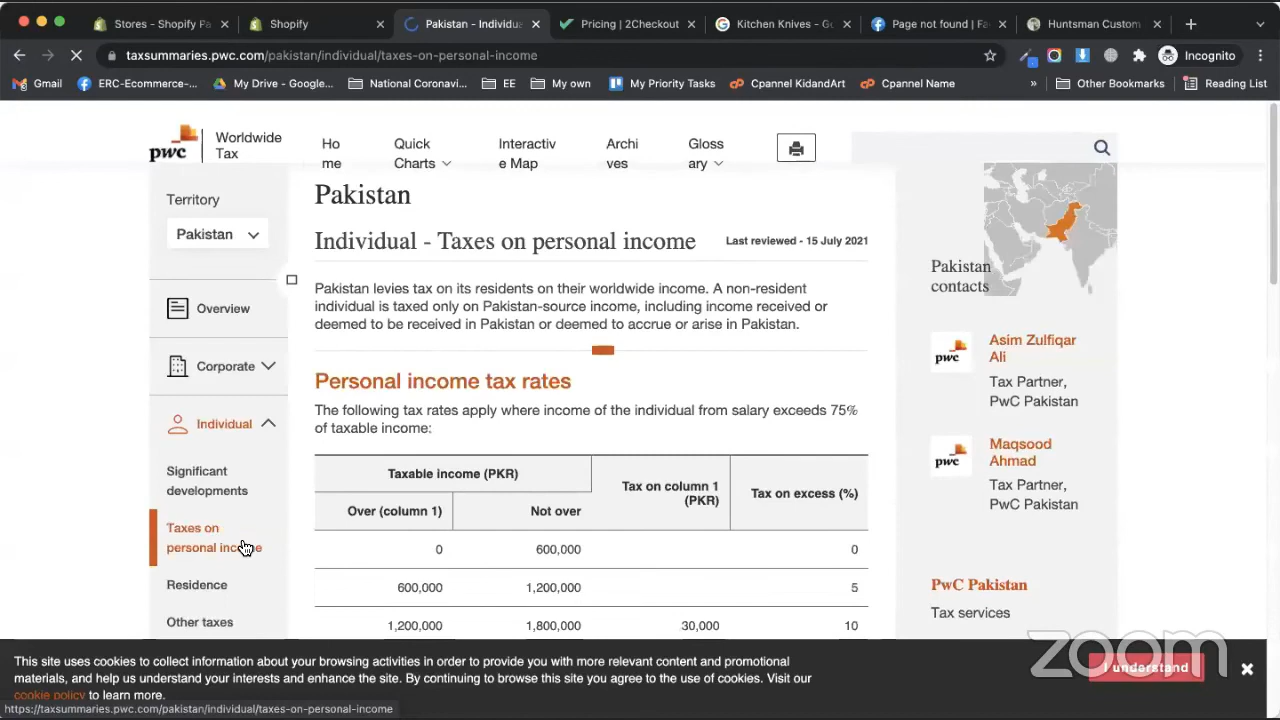 Stores - Shopify Pa
Shopify
Pakistan - Individua
Pricing | 2Checkout
Kitchen Knives - Go
Page not found | Fa
Huntsman Custom
taxsummaries.pwc.com/pakistan/individual/taxes-on-personal-income
Incognito
Gmail
ERC-Ecommerce-...
My Drive - Google...
National Coronavi...
EE
My own
My Priority Tasks
Cpannel KidandArt
Cpannel Name
»
Other Bookmarks
Reading List
pwc
Worldwide
Tax
Ho
me
Quick
Charts
Interactiv
e Map
Archi
ves
Gloss
ary
Territory
Pakistan
Overview
Corporate
Individual
Significant
developments
Taxes on
personal income
Residence
Other taxes
Pakistan
Individual - Taxes on personal income
Last reviewed - 15 July 2021
Pakistan levies tax on its residents on their worldwide income. A non-resident
individual is taxed only on Pakistan-source income, including income received or
deemed to be received in Pakistan or deemed to accrue or arise in Pakistan.
Personal income tax rates
The following tax rates apply where income of the individual from salary exceeds 75%
of taxable income:
Taxable income (PKR)
Tax on column 1
(PKR)
Tax on excess (%)
Over (column 1)
Not over
0 600,000 0
600,000 1,200,000 5
1,200,000 1,800,000 30,000 10
Pakistan
contacts
pwc
Asim Zulfiqar
Ali
Tax Partner,
PwC Pakistan
pwc
Maqsood
Ahmad
Tax Partner,
PwC Pakistan
PwC Pakistan
Tax services
This site uses cookies to collect information about your browsing activities in order to provide you with more relevant content and promotional
materials, and help us understand your interests and enhance the site. By continuing to browse this site you agree to the use of cookies. Visit our
cookie policy to learn more.
I understand
zoom
https://taxsummaries.pwc.com/pakistan/individual/taxes-on-personal-income